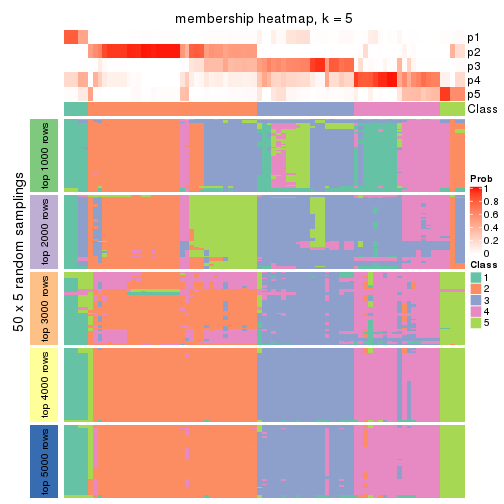 membership heatmap, k = 5
p1
p2
p3
p4
p5
Class
50 x 5 random samplings
top 1000 rows
top 2000 rows
top 3000 rows
top 4000 rows
top 5000 rows
Prob
1
0.8
0.6
0.4
0.2
0
Class
1
2
3
4
5